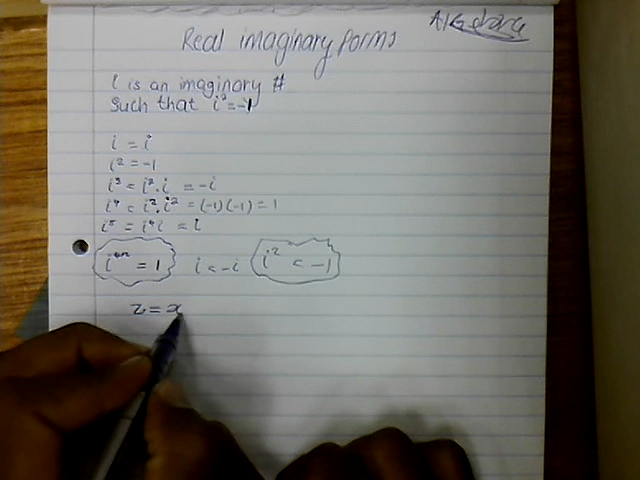 AlGebra
Real imaginary forms
i is an imaginary #
Such that i² = -1
i = i
i² = -1
i³ = i².i = -i
i⁴ = i².i² = (-1)(-1) = 1
i⁵ = i⁴i = i
i⁴ⁿ = 1 i = -i i² = -1
z = x